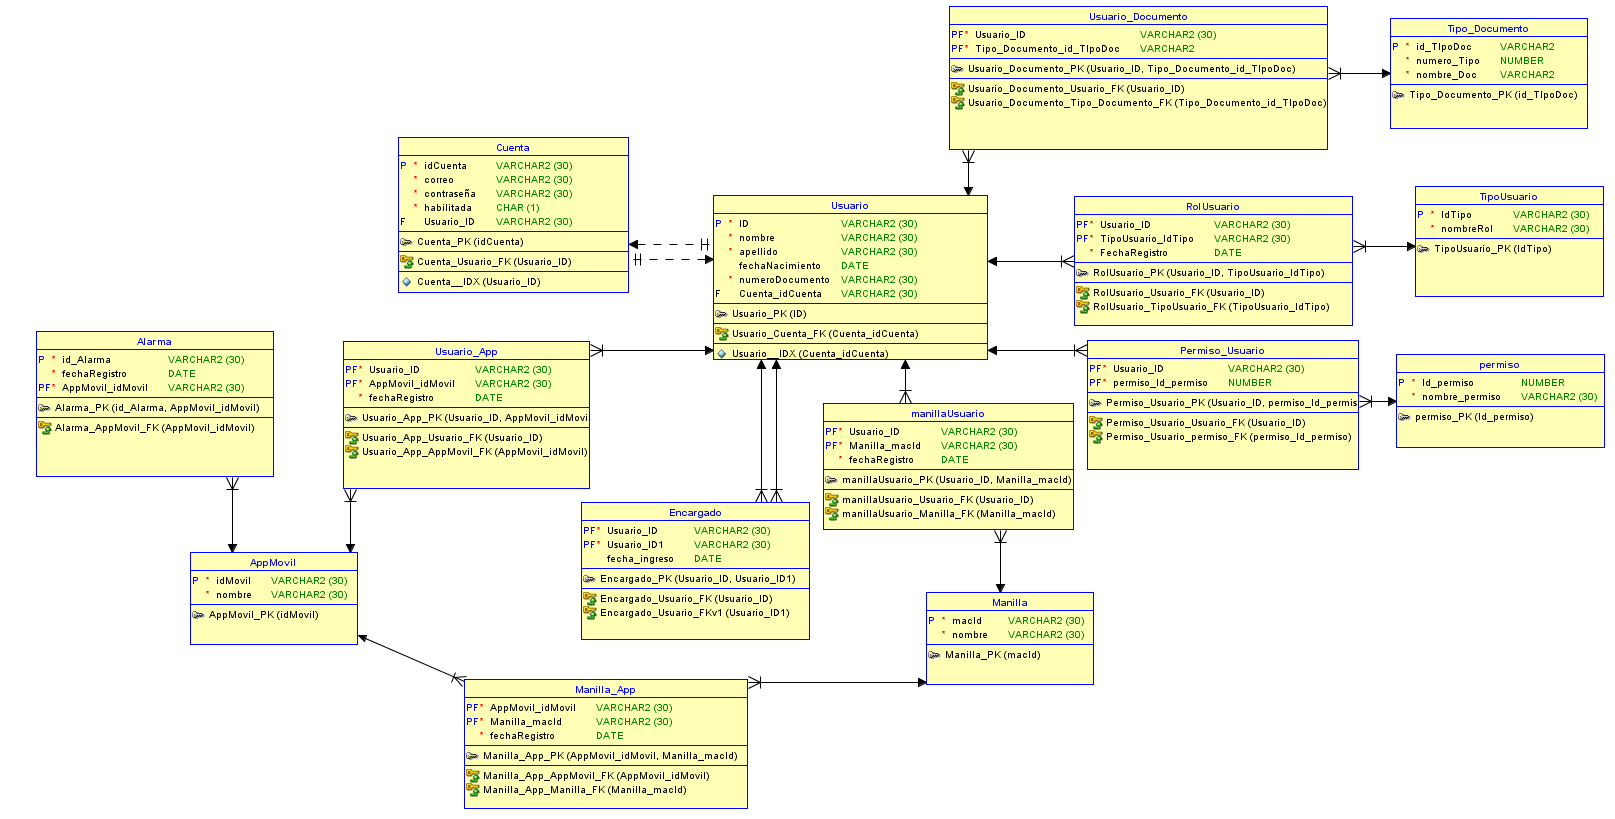 Usuario_Documento
PF* Usuario_ID VARCHAR2 (30)
PF* Tipo_Documento_id_TIpoDoc VARCHAR2
Usuario_Documento_PK (Usuario_ID, Tipo_Documento_id_TIpoDoc)
Usuario_Documento_Usuario_FK (Usuario_ID)
Usuario_Documento_Tipo_Documento_FK (Tipo_Documento_id_TIpoDoc)
Tipo_Documento
P * id_TIpoDoc VARCHAR2
* numero_Tipo NUMBER
* nombre_Doc VARCHAR2
Tipo_Documento_PK (id_TIpoDoc)
Cuenta
P * idCuenta VARCHAR2 (30)
* correo VARCHAR2 (30)
* contraseña VARCHAR2 (30)
* habilitada CHAR (1)
F Usuario_ID VARCHAR2 (30)
Cuenta_PK (idCuenta)
Cuenta_Usuario_FK (Usuario_ID)
Cuenta__IDX (Usuario_ID)
Usuario
P * ID VARCHAR2 (30)
* nombre VARCHAR2 (30)
* apellido VARCHAR2 (30)
fechaNacimiento DATE
* numeroDocumento VARCHAR2 (30)
F Cuenta_idCuenta VARCHAR2 (30)
Usuario_PK (ID)
Usuario_Cuenta_FK (Cuenta_idCuenta)
Usuario__IDX (Cuenta_idCuenta)
RolUsuario
PF* Usuario_ID VARCHAR2 (30)
PF* TipoUsuario_IdTipo VARCHAR2 (30)
* FechaRegistro DATE
RolUsuario_PK (Usuario_ID, TipoUsuario_IdTipo)
RolUsuario_Usuario_FK (Usuario_ID)
RolUsuario_TipoUsuario_FK (TipoUsuario_IdTipo)
TipoUsuario
P * IdTipo VARCHAR2 (30)
* nombreRol VARCHAR2 (30)
TipoUsuario_PK (IdTipo)
Alarma
P * id_Alarma VARCHAR2 (30)
* fechaRegistro DATE
PF* AppMovil_idMovil VARCHAR2 (30)
Alarma_PK (id_Alarma, AppMovil_idMovil)
Alarma_AppMovil_FK (AppMovil_idMovil)
Usuario_App
PF* Usuario_ID VARCHAR2 (30)
PF* AppMovil_idMovil VARCHAR2 (30)
* fechaRegistro DATE
Usuario_App_PK (Usuario_ID, AppMovil_idMovil
Usuario_App_Usuario_FK (Usuario_ID)
Usuario_App_AppMovil_FK (AppMovil_idMovil)
Permiso_Usuario
PF* Usuario_ID VARCHAR2 (30)
PF* permiso_Id_permiso NUMBER
Permiso_Usuario_PK (Usuario_ID, permiso_Id_permis
Permiso_Usuario_Usuario_FK (Usuario_ID)
Permiso_Usuario_permiso_FK (permiso_Id_permiso)
permiso
P * Id_permiso NUMBER
* nombre_permiso VARCHAR2 (30)
permiso_PK (Id_permiso)
manillaUsuario
PF* Usuario_ID VARCHAR2 (30)
PF* Manilla_macId VARCHAR2 (30)
* fechaRegistro DATE
manillaUsuario_PK (Usuario_ID, Manilla_macId)
manillaUsuario_Usuario_FK (Usuario_ID)
manillaUsuario_Manilla_FK (Manilla_macId)
Encargado
PF* Usuario_ID VARCHAR2 (30)
PF* Usuario_ID1 VARCHAR2 (30)
fecha_ingreso DATE
Encargado_PK (Usuario_ID, Usuario_ID1)
Encargado_Usuario_FK (Usuario_ID)
Encargado_Usuario_FKv1 (Usuario_ID1)
AppMovil
P * idMovil VARCHAR2 (30)
* nombre VARCHAR2 (30)
AppMovil_PK (idMovil)
Manilla
P * macId VARCHAR2 (30)
* nombre VARCHAR2 (30)
Manilla_PK (macId)
Manilla_App
PF* AppMovil_idMovil VARCHAR2 (30)
PF* Manilla_macId VARCHAR2 (30)
* fechaRegistro DATE
Manilla_App_PK (AppMovil_idMovil, Manilla_macId)
Manilla_App_AppMovil_FK (AppMovil_idMovil)
Manilla_App_Manilla_FK (Manilla_macId)